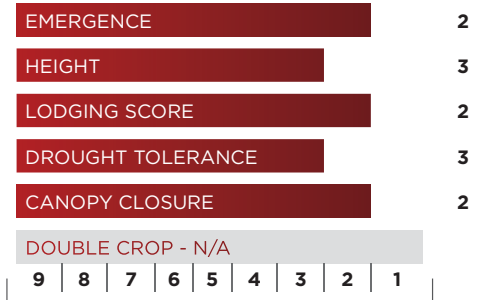 EMERGENCE 2
HEIGHT 3
LODGING SCORE 2
DROUGHT TOLERANCE 3
CANOPY CLOSURE 2
DOUBLE CROP - N/A
9 8 7 6 5 4 3 2 1